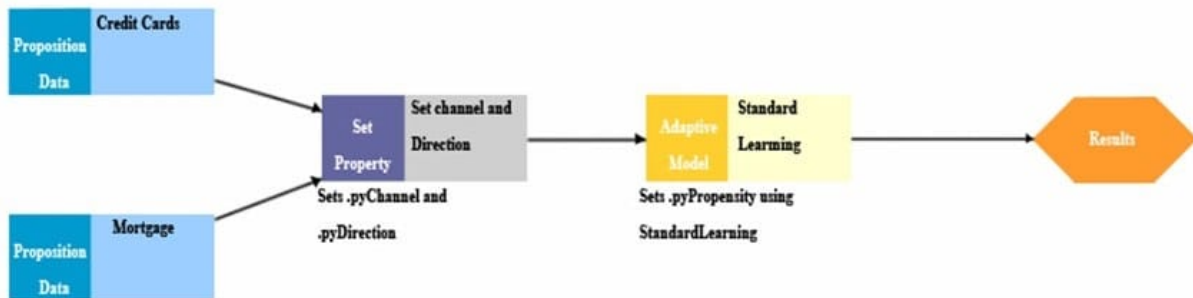 Credit Cards
Proposition
Data
Set
Property
Set channel and
Direction
Sets .pyChannel and
.pyDirection
Adaptive
Model
Standard
Learming
Sets .pyPropensity using
StandardLearning
Results
Mortgage
Proposition
Data